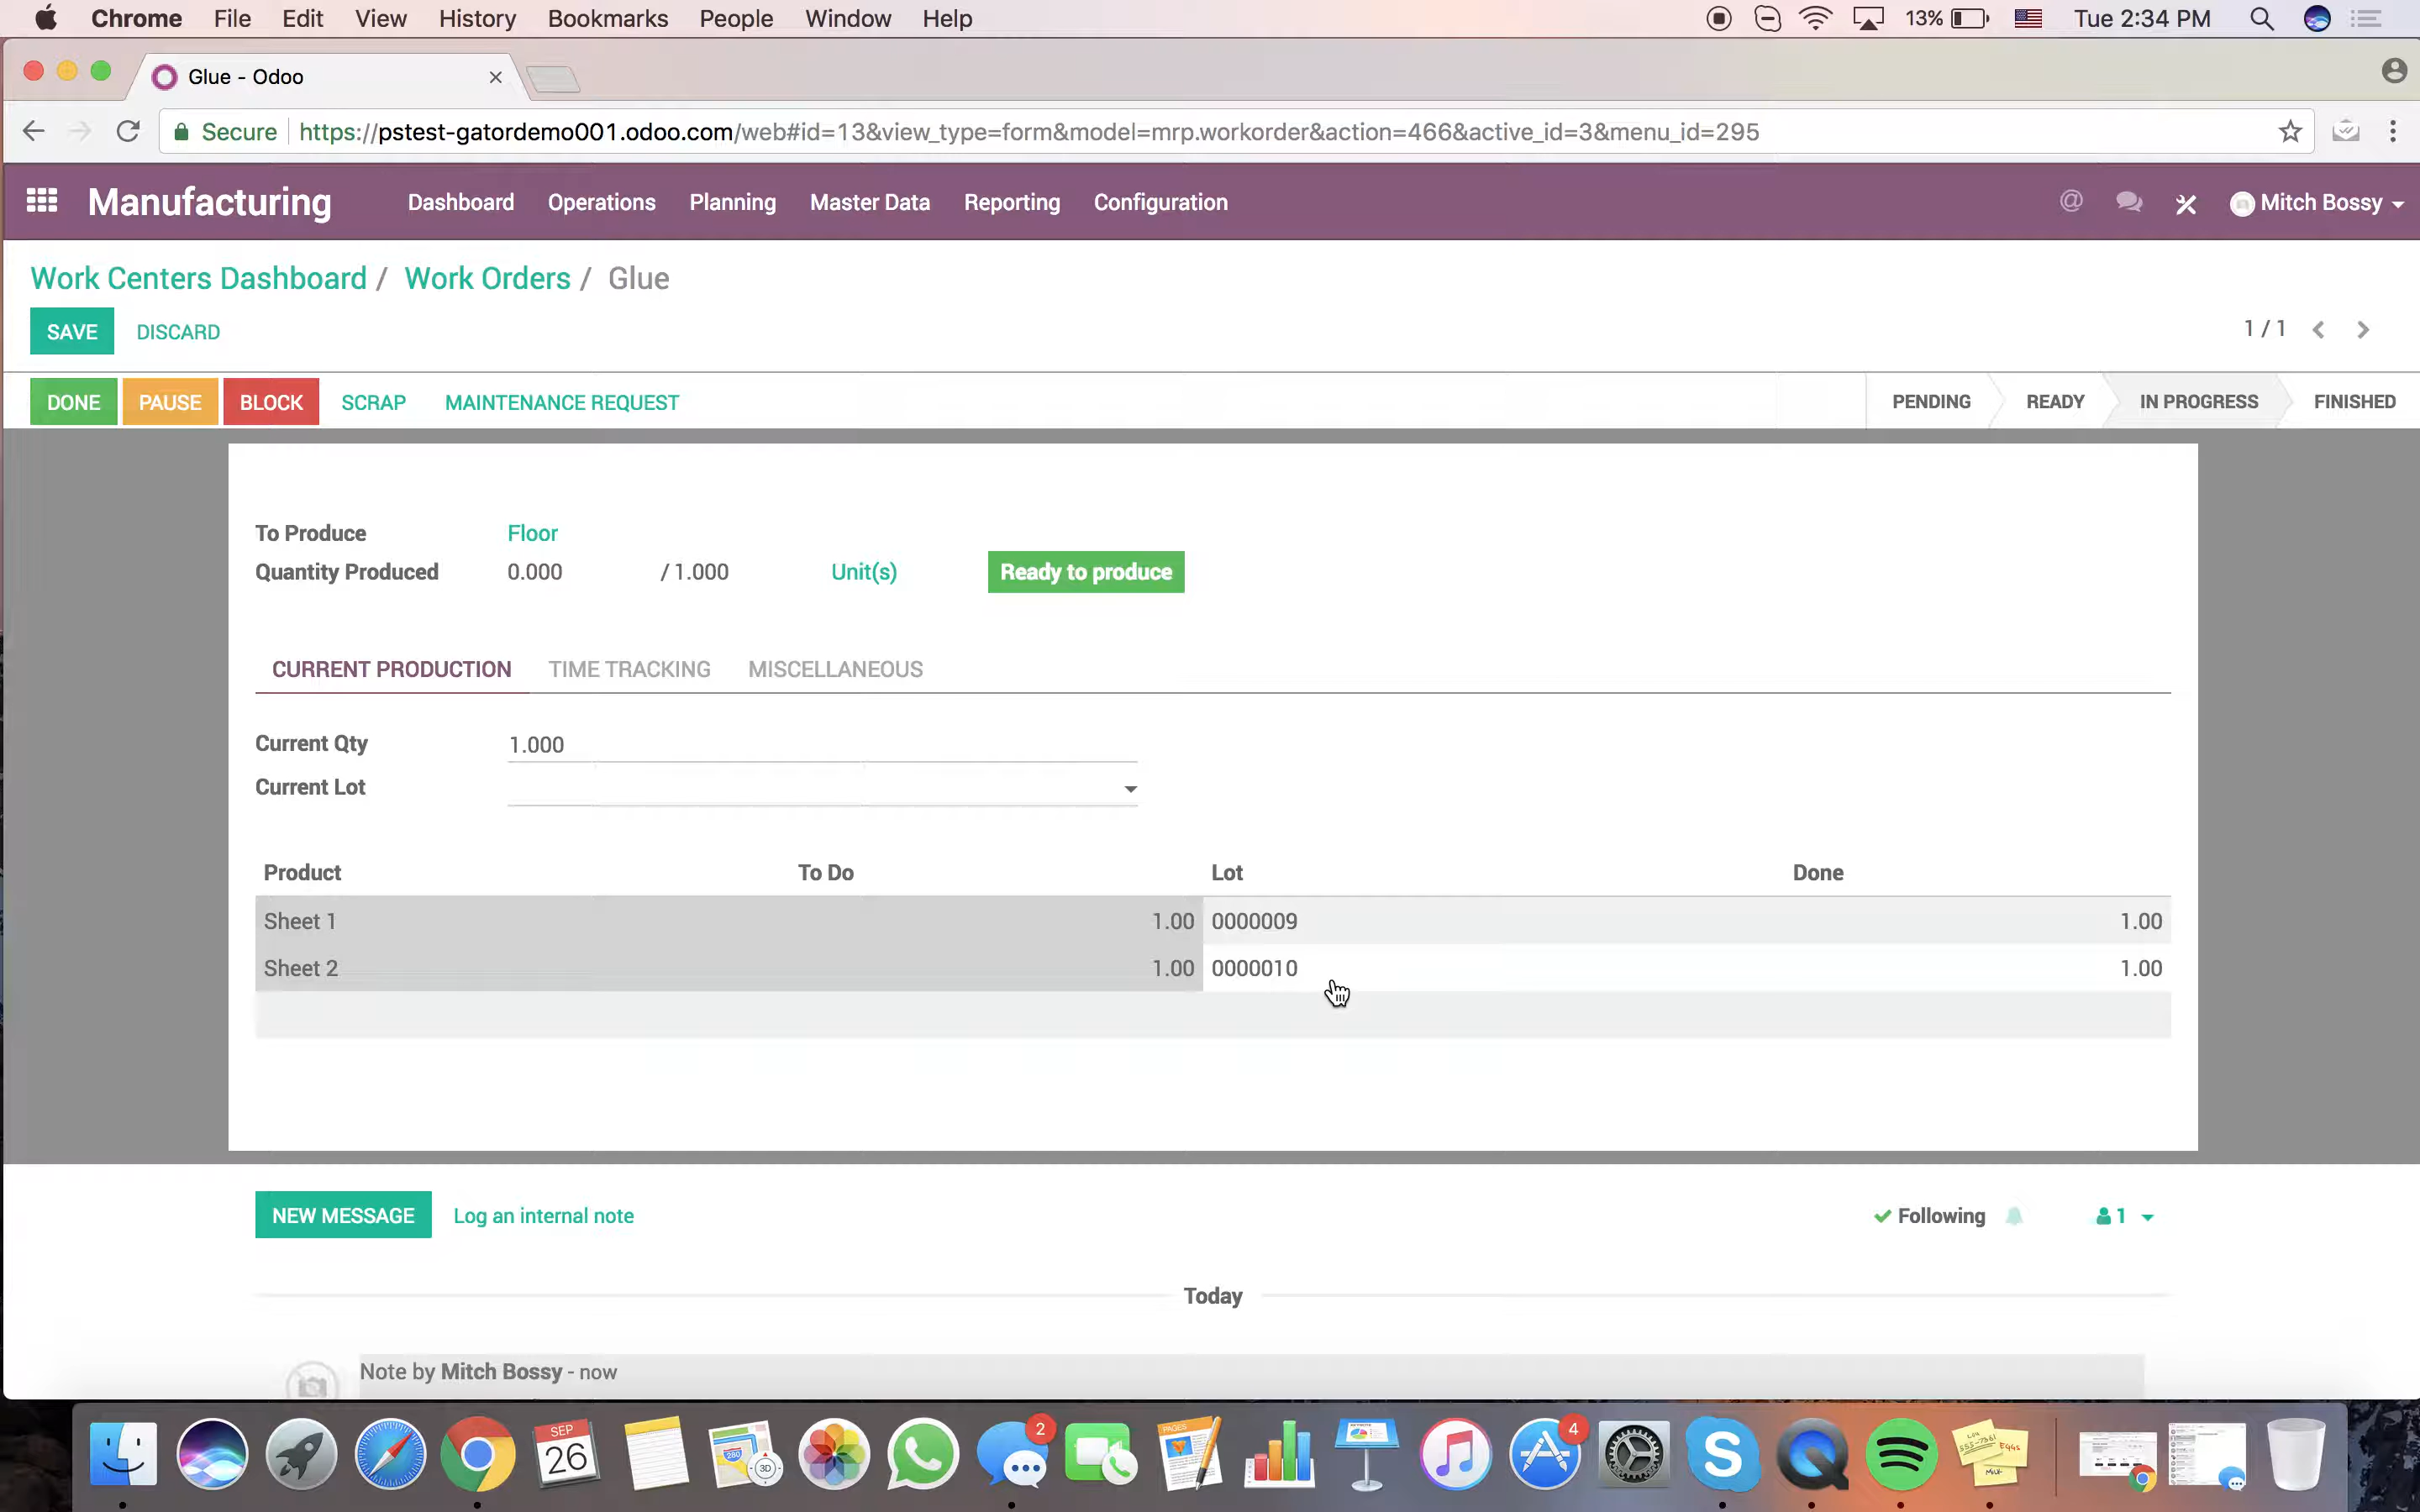 Chrome File Edit View History Bookmarks People Window Help 13% Tue 2:34 PM
Glue - Odoo
Secure https://pstest-gatordemo001.odoo.com/web#id=13&view_type=form&model=mrp.workorder&action=466&active_id=3&menu_id=295
Manufacturing Dashboard Operations Planning Master Data Reporting Configuration Mitch Bossy
Work Centers Dashboard / Work Orders / Glue
SAVE DISCARD 1 / 1
DONE PAUSE BLOCK SCRAP MAINTENANCE REQUEST PENDING READY IN PROGRESS FINISHED
To Produce Floor
Quantity Produced 0.000 / 1.000 Unit(s) Ready to produce
CURRENT PRODUCTION TIME TRACKING MISCELLANEOUS
Current Qty 1.000
Current Lot
Product To Do Lot Done
Sheet 1 1.00 0000009 1.00
Sheet 2 1.00 0000010 1.00
NEW MESSAGE Log an internal note Following 1
Today
Note by Mitch Bossy - now
SEP
26
2
4
PAGES
3D
280